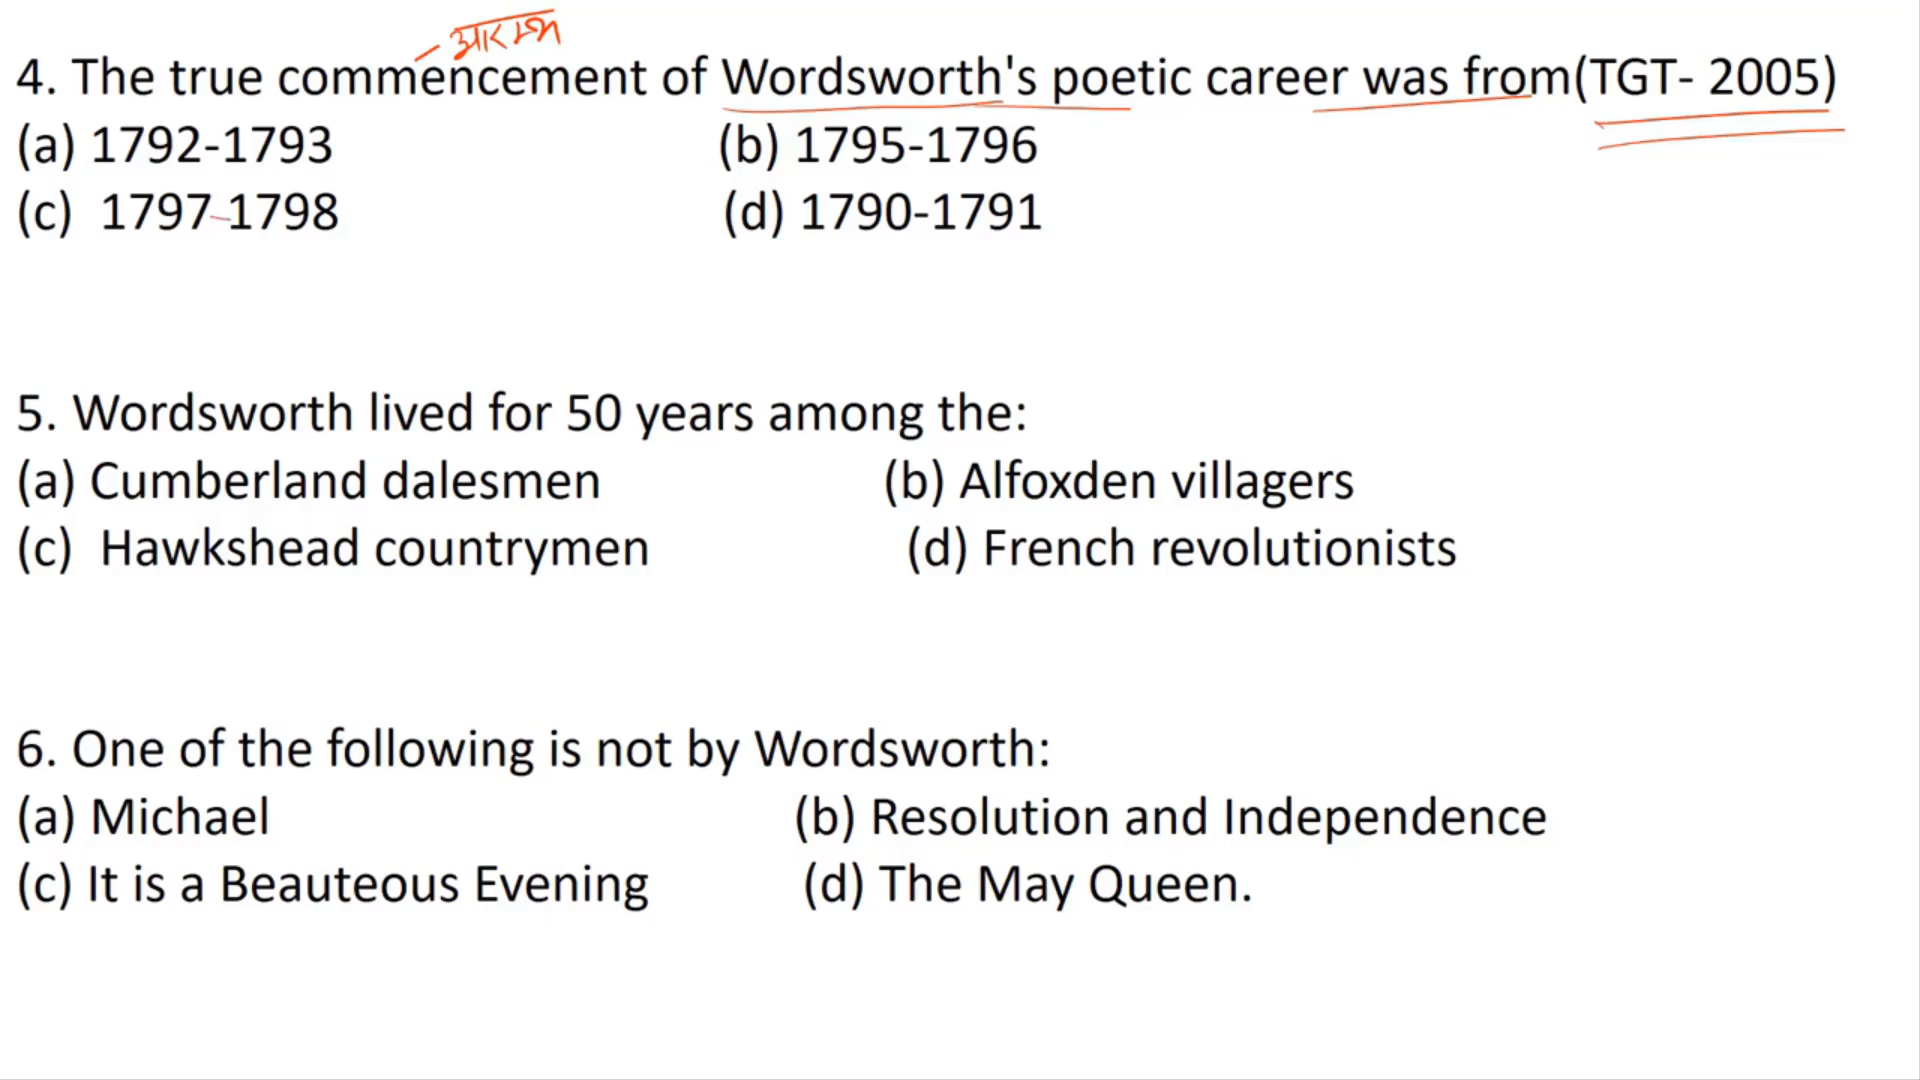 आरम्भ
4. The true commencement of Wordsworth's poetic career was from(TGT- 2005)
(a) 1792-1793 (b) 1795-1796
(c) 1797-1798 (d) 1790-1791
5. Wordsworth lived for 50 years among the:
(a) Cumberland dalesmen (b) Alfoxden villagers
(c) Hawkshead countrymen (d) French revolutionists
6. One of the following is not by Wordsworth:
(a) Michael (b) Resolution and Independence
(c) It is a Beauteous Evening (d) The May Queen.